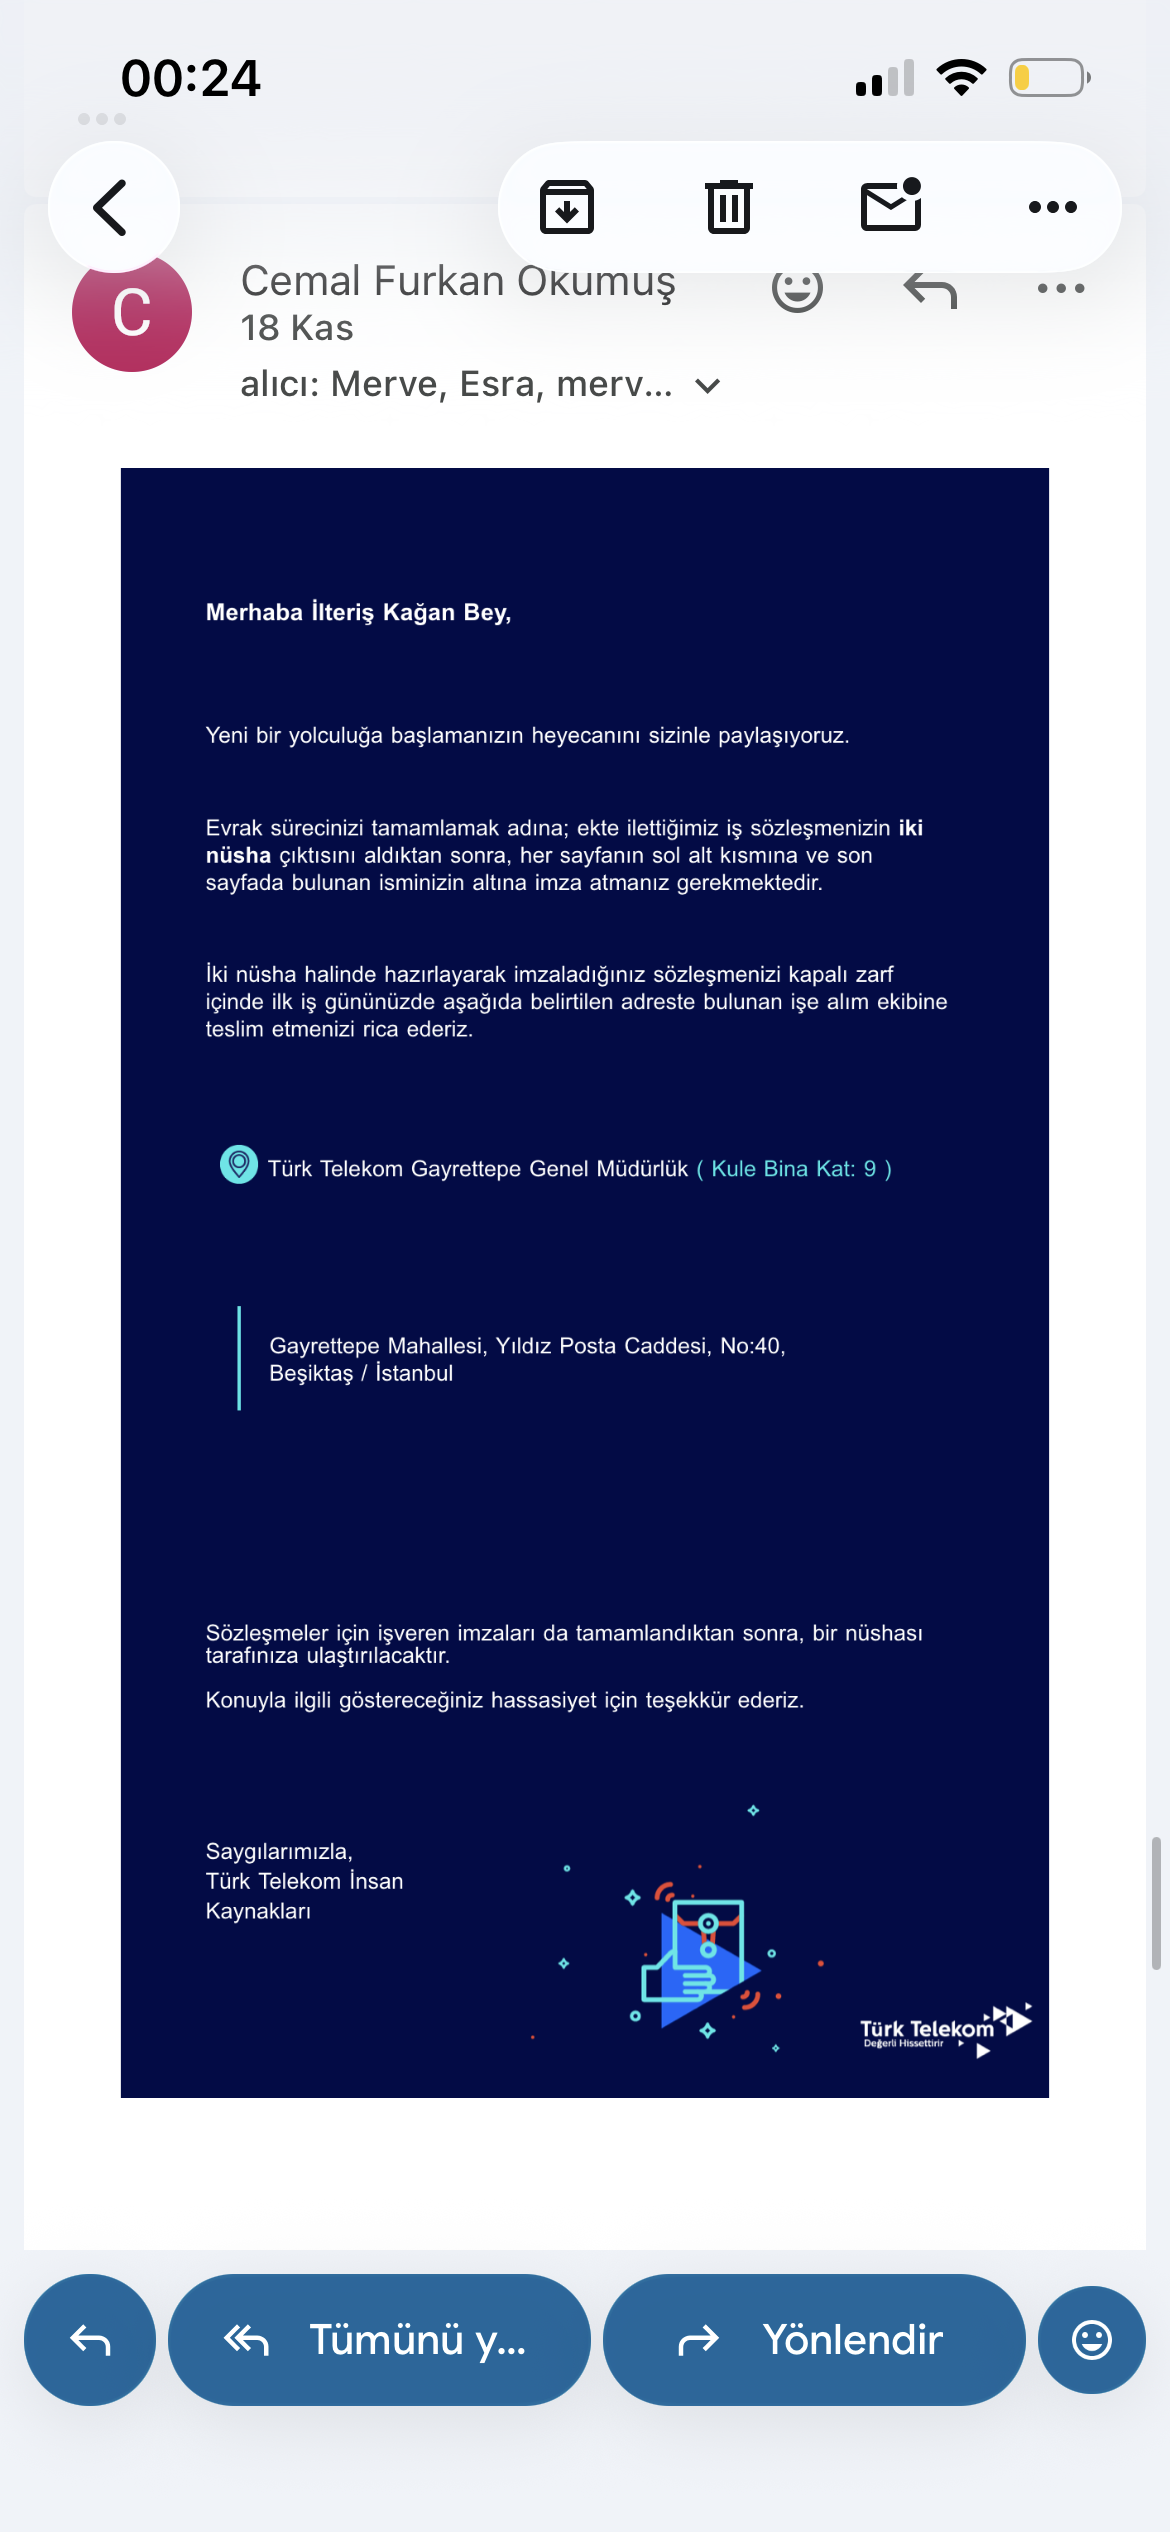 00:24
C
Cemal Furkan Okumuş
18 Kas
alıcı: Merve, Esra, merv...
Merhaba İlteriş Kağan Bey,
Yeni bir yolculuğa başlamanızın heyecanını sizinle paylaşıyoruz.
Evrak sürecinizi tamamlamak adına; ekte ilettiğimiz iş sözleşmenizin iki
nüsha çıktısını aldıktan sonra, her sayfanın sol alt kısmına ve son
sayfada bulunan isminizin altına imza atmanız gerekmektedir.
İki nüsha halinde hazırlayarak imzaladığınız sözleşmenizi kapalı zarf
içinde ilk iş gününüzde aşağıda belirtilen adreste bulunan işe alım ekibine
teslim etmenizi rica ederiz.
Türk Telekom Gayrettepe Genel Müdürlük ( Kule Bina Kat: 9 )
Gayrettepe Mahallesi, Yıldız Posta Caddesi, No:40,
Beşiktaş / İstanbul
Sözleşmeler için işveren imzaları da tamamlandıktan sonra, bir nüshası
tarafınıza ulaştırılacaktır.
Konuyla ilgili göstereceğiniz hassasiyet için teşekkür ederiz.
Saygılarımızla,
Türk Telekom İnsan
Kaynakları
Türk Telekom
Değerli Hissettirir
Tümünü y...
Yönlendir